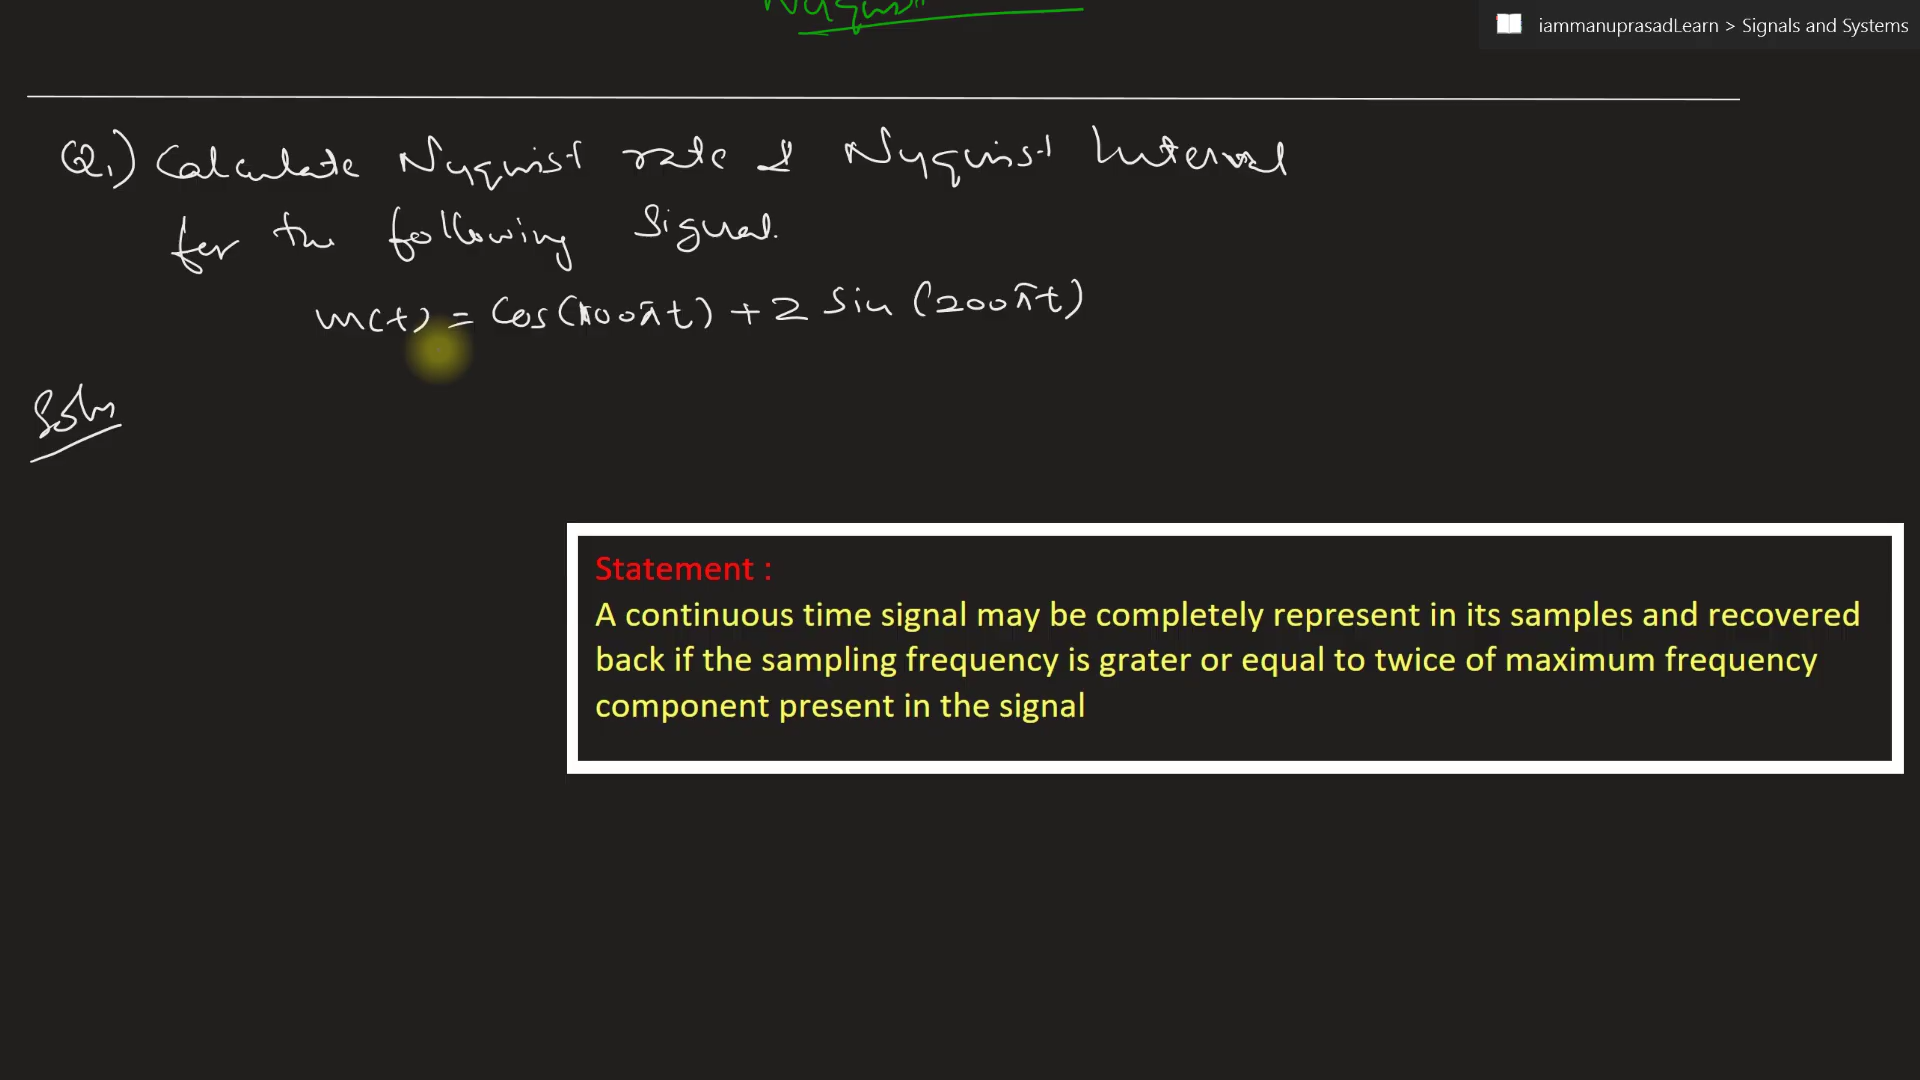 Nyquist
iammanuprasadLearn > Signals and Systems
Q1) Calculate Nyquist rate & Nyquist Interval
for the following Signal.
m(t) = Cos(100πt) + 2 Sin (200πt)
Soln
Statement :
A continuous time signal may be completely represent in its samples and recovered
back if the sampling frequency is grater or equal to twice of maximum frequency
component present in the signal